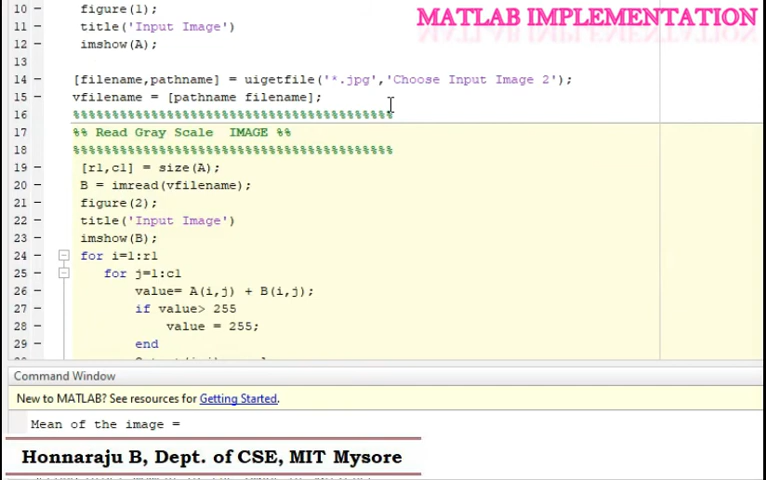 MATLAB IMPLEMENTATION
10 - figure(1);
11 - title('Input Image')
12 - imshow(A);
13
14 - [filename,pathname] = uigetfile('*.jpg','Choose Input Image 2');
15 - vfilename = [pathname filename];
16 %%%%%%%%%%%%%%%%%%%%%%%%%%%%%%%%%%%%%%%%%
17 %% Read Gray Scale  IMAGE %%
18 %%%%%%%%%%%%%%%%%%%%%%%%%%%%%%%%%%%%%%%%%
19 - [r1,c1] = size(A);
20 - B = imread(vfilename);
21 - figure(2);
22 - title('Input Image')
23 - imshow(B);
24 - for i=1:r1
25 - for j=1:c1
26 - value= A(i,j) + B(i,j);
27 - if value> 255
28 - value = 255;
29 - end
Command Window
New to MATLAB? See resources for Getting Started.
Mean of the image =
Honnaraju B, Dept. of CSE, MIT Mysore